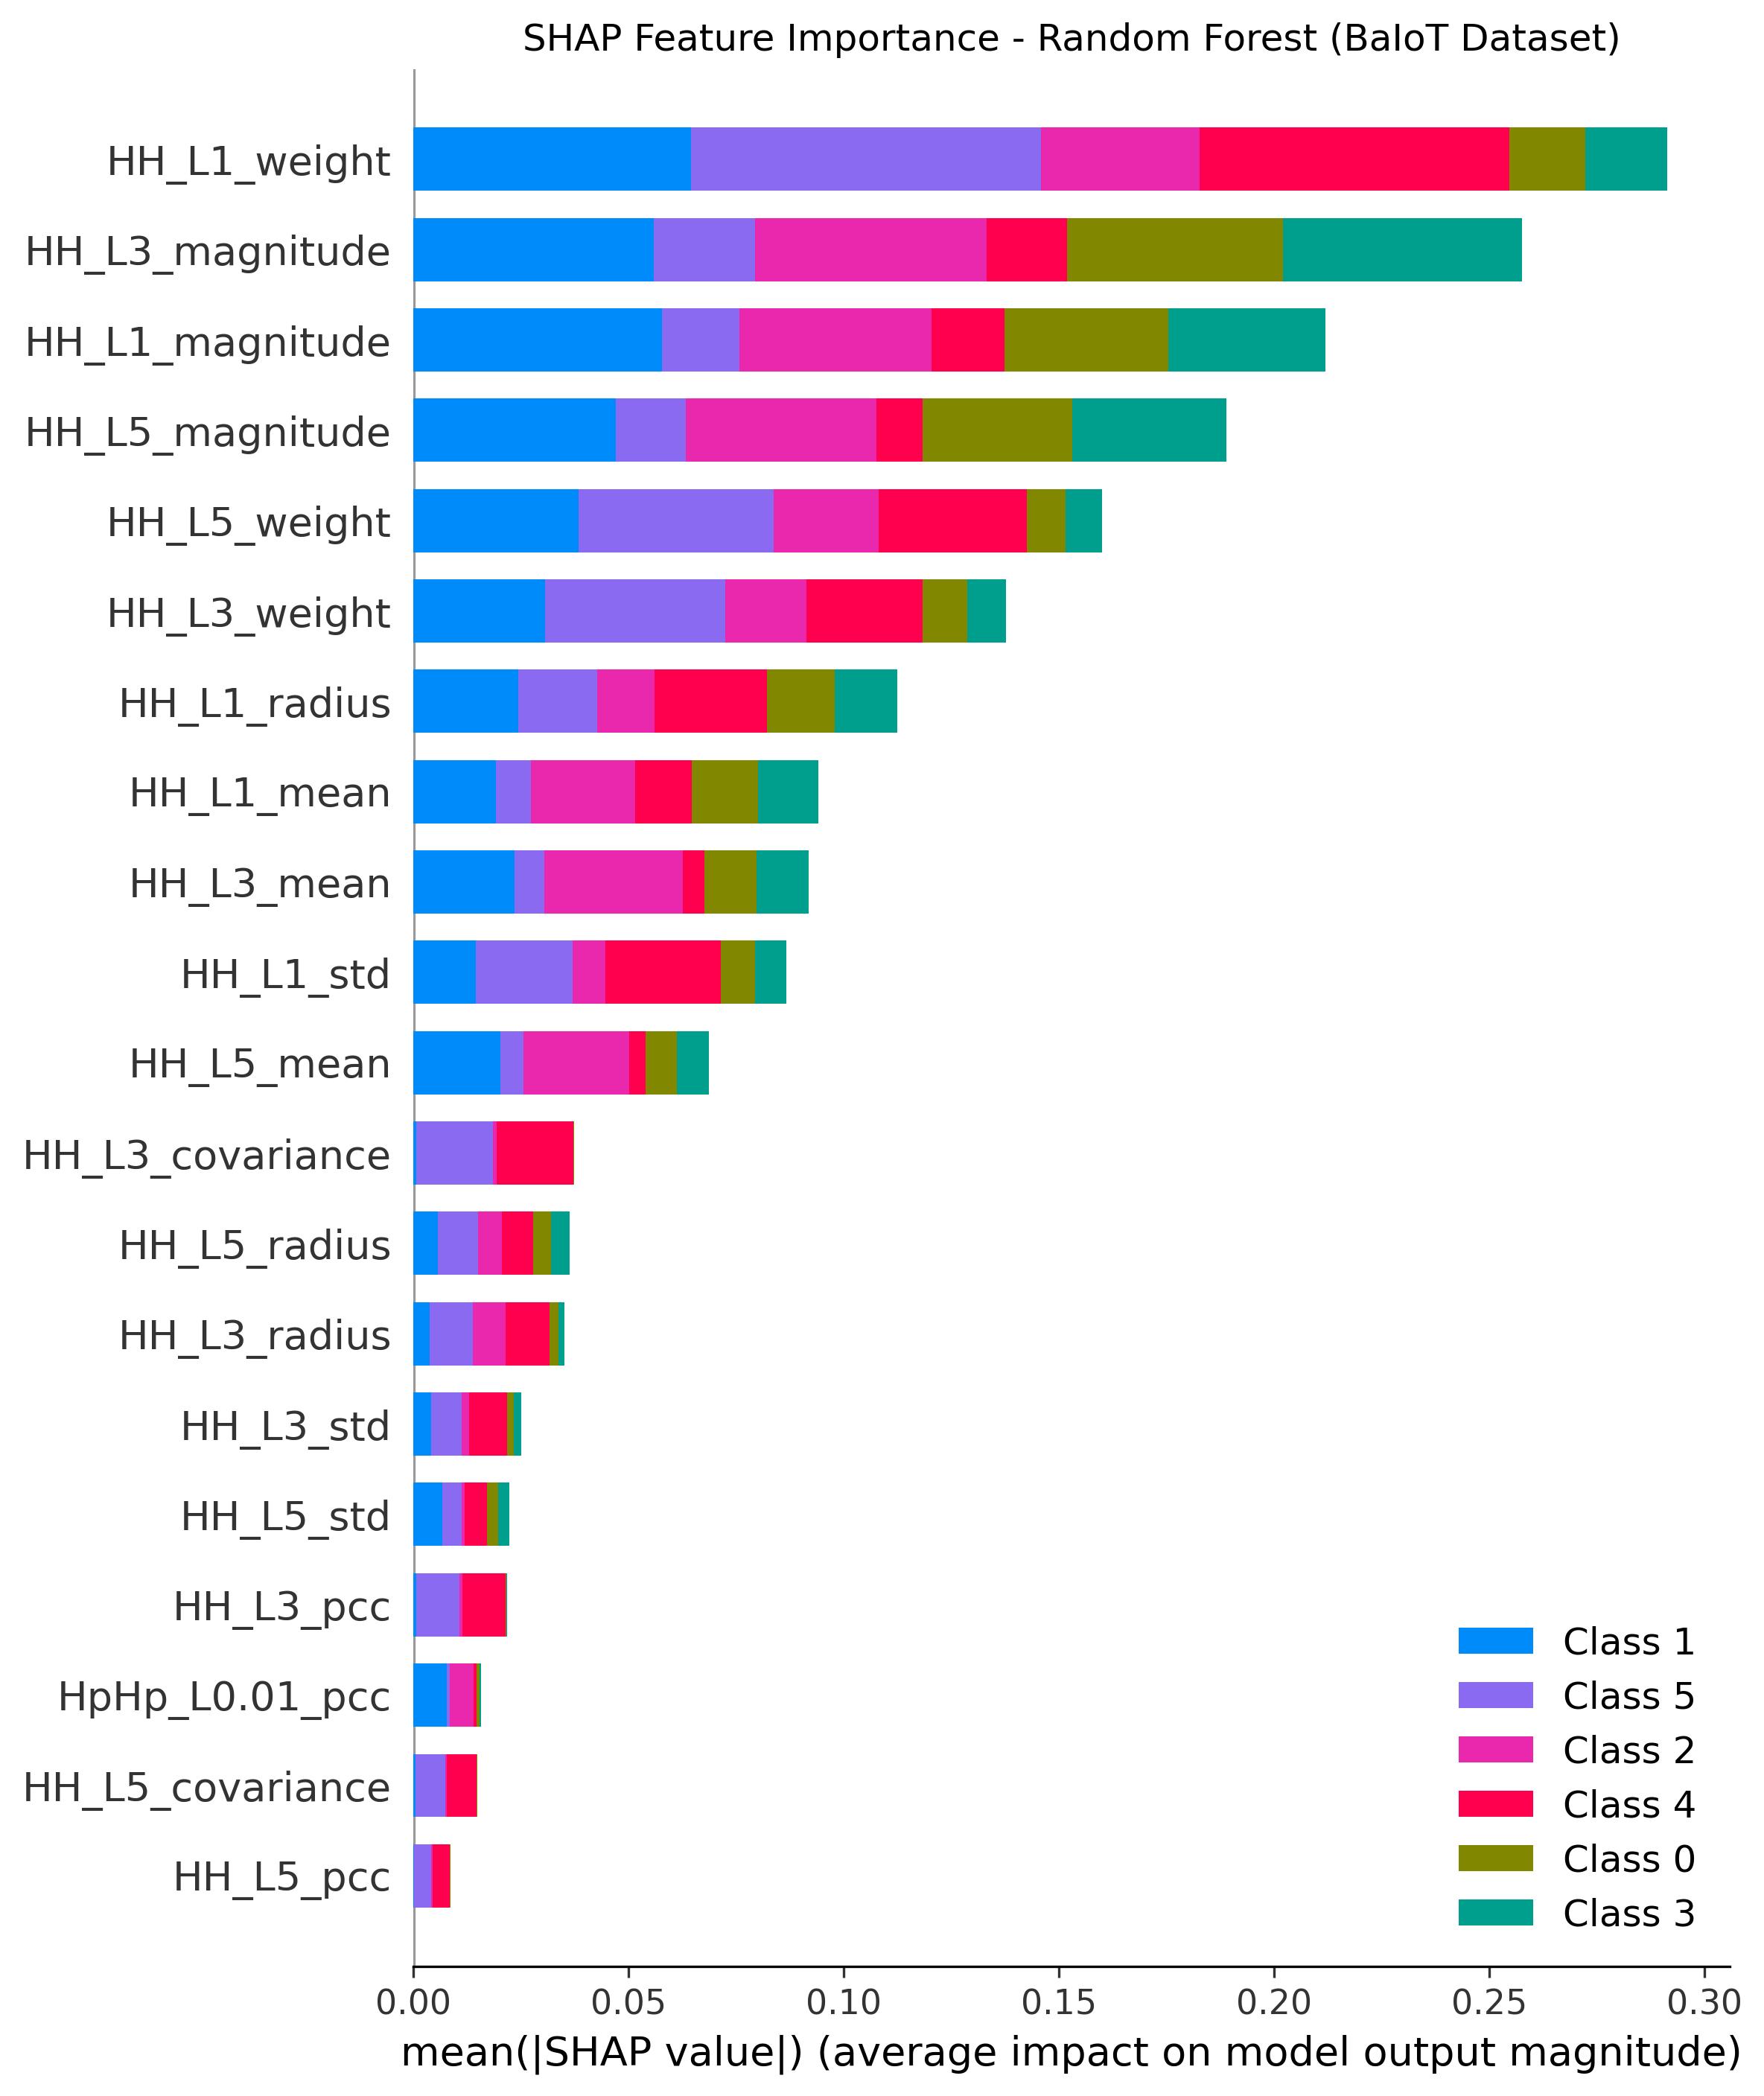 SHAP Feature Importance - Random Forest (BaIoT Dataset)
HH_L1_weight
HH_L3_magnitude
HH_L1_magnitude
HH_L5_magnitude
HH_L5_weight
HH_L3_weight
HH_L1_radius
HH_L1_mean
HH_L3_mean
HH_L1_std
HH_L5_mean
HH_L3_covariance
HH_L5_radius
HH_L3_radius
HH_L3_std
HH_L5_std
HH_L3_pcc
HpHp_L0.01_pcc
HH_L5_covariance
HH_L5_pcc
Class 1
Class 5
Class 2
Class 4
Class 0
Class 3
0.00 0.05 0.10 0.15 0.20 0.25 0.30
mean(|SHAP value|) (average impact on model output magnitude)